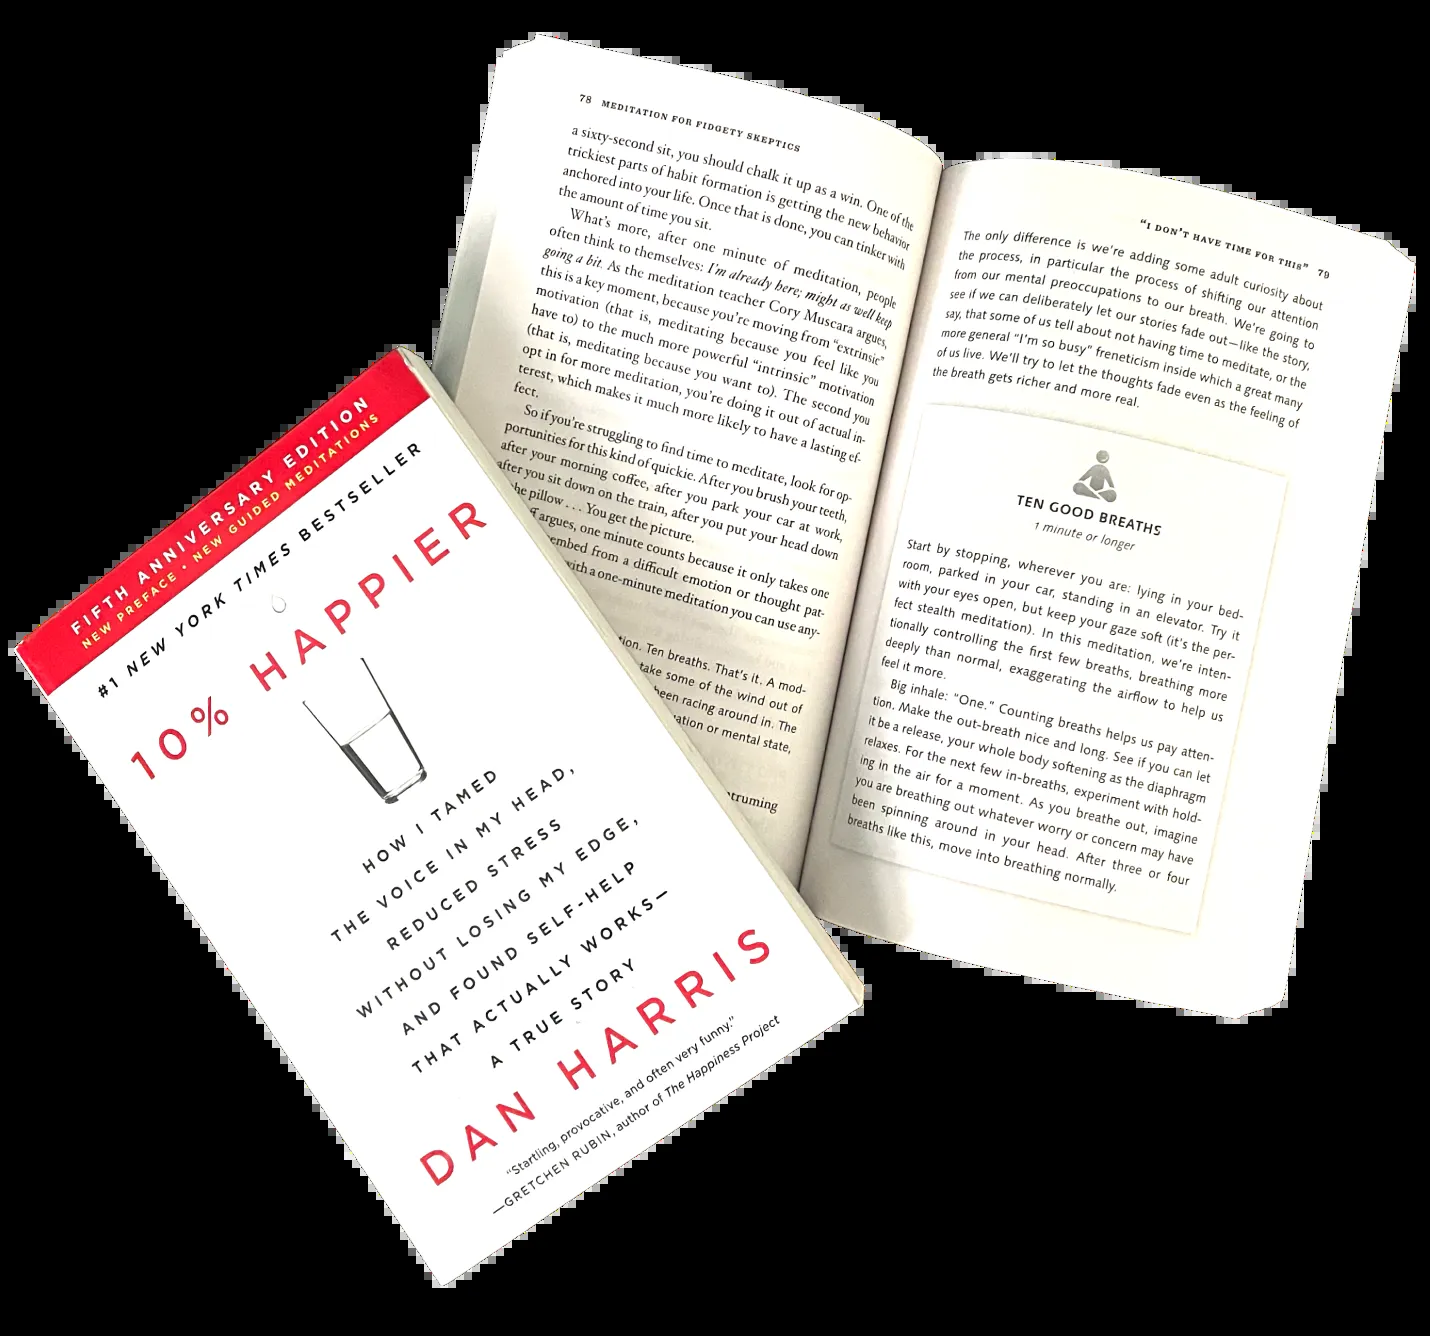 FIFTH ANNIVERSARY EDITION
NEW PREFACE • NEW GUIDED MEDITATIONS
#1 NEW YORK TIMES BESTSELLER
10% HAPPIER
HOW I TAMED
THE VOICE IN MY HEAD,
REDUCED STRESS
WITHOUT LOSING MY EDGE,
AND FOUND SELF-HELP
THAT ACTUALLY WORKS—
A TRUE STORY
DAN HARRIS
“Startling, provocative, and often very funny.”
—GRETCHEN RUBIN, author of The Happiness Project
78 MEDITATION FOR FIDGETY SKEPTICS
a sixty-second sit, you should chalk it up as a win. One of the
trickiest parts of habit formation is getting the new behavior
anchored into your life. Once that is done, you can tinker with
the amount of time you sit.
What’s more, after one minute of meditation, people
often think to themselves: I’m already here; might as well keep
going a bit. As the meditation teacher Cory Muscara argues,
this is a key moment, because you’re moving from “extrinsic”
motivation (that is, meditating because you feel like you
have to) to the much more powerful “intrinsic” motivation
(that is, meditating because you want to). The second you
opt in for more meditation, you’re doing it out of actual in-
terest, which makes it much more likely to have a lasting ef-
fect.
So if you’re struggling to find time to meditate, look for op-
portunities for this kind of quickie. After you brush your teeth,
after your morning coffee, after you park your car at work,
after you sit down on the train, after you put your head down
he pillow . . . You get the picture.
ff argues, one minute counts because it only takes one
embed from a difficult emotion or thought pat-
with a one-minute meditation you can use any-
tion. Ten breaths. That’s it. A mod-
take some of the wind out of
been racing around in. The
ation or mental state,
truming
“I DON’T HAVE TIME FOR THIS” 79
The only difference is we’re adding some adult curiosity about
the process, in particular the process of shifting our attention
from our mental preoccupations to our breath. We’re going to
see if we can deliberately let our stories fade out—like the story,
say, that some of us tell about not having time to meditate, or the
more general “I’m so busy” freneticism inside which a great many
of us live. We’ll try to let the thoughts fade even as the feeling of
the breath gets richer and more real.
TEN GOOD BREATHS
1 minute or longer
Start by stopping, wherever you are: lying in your bed-
room, parked in your car, standing in an elevator. Try it
with your eyes open, but keep your gaze soft (it’s the per-
fect stealth meditation). In this meditation, we’re inten-
tionally controlling the first few breaths, breathing more
deeply than normal, exaggerating the airflow to help us
feel it more.
Big inhale: “One.” Counting breaths helps us pay atten-
tion. Make the out-breath nice and long. See if you can let
it be a release, your whole body softening as the diaphragm
relaxes. For the next few in-breaths, experiment with hold-
ing in the air for a moment. As you breathe out, imagine
you are breathing out whatever worry or concern may have
been spinning around in your head. After three or four
breaths like this, move into breathing normally.